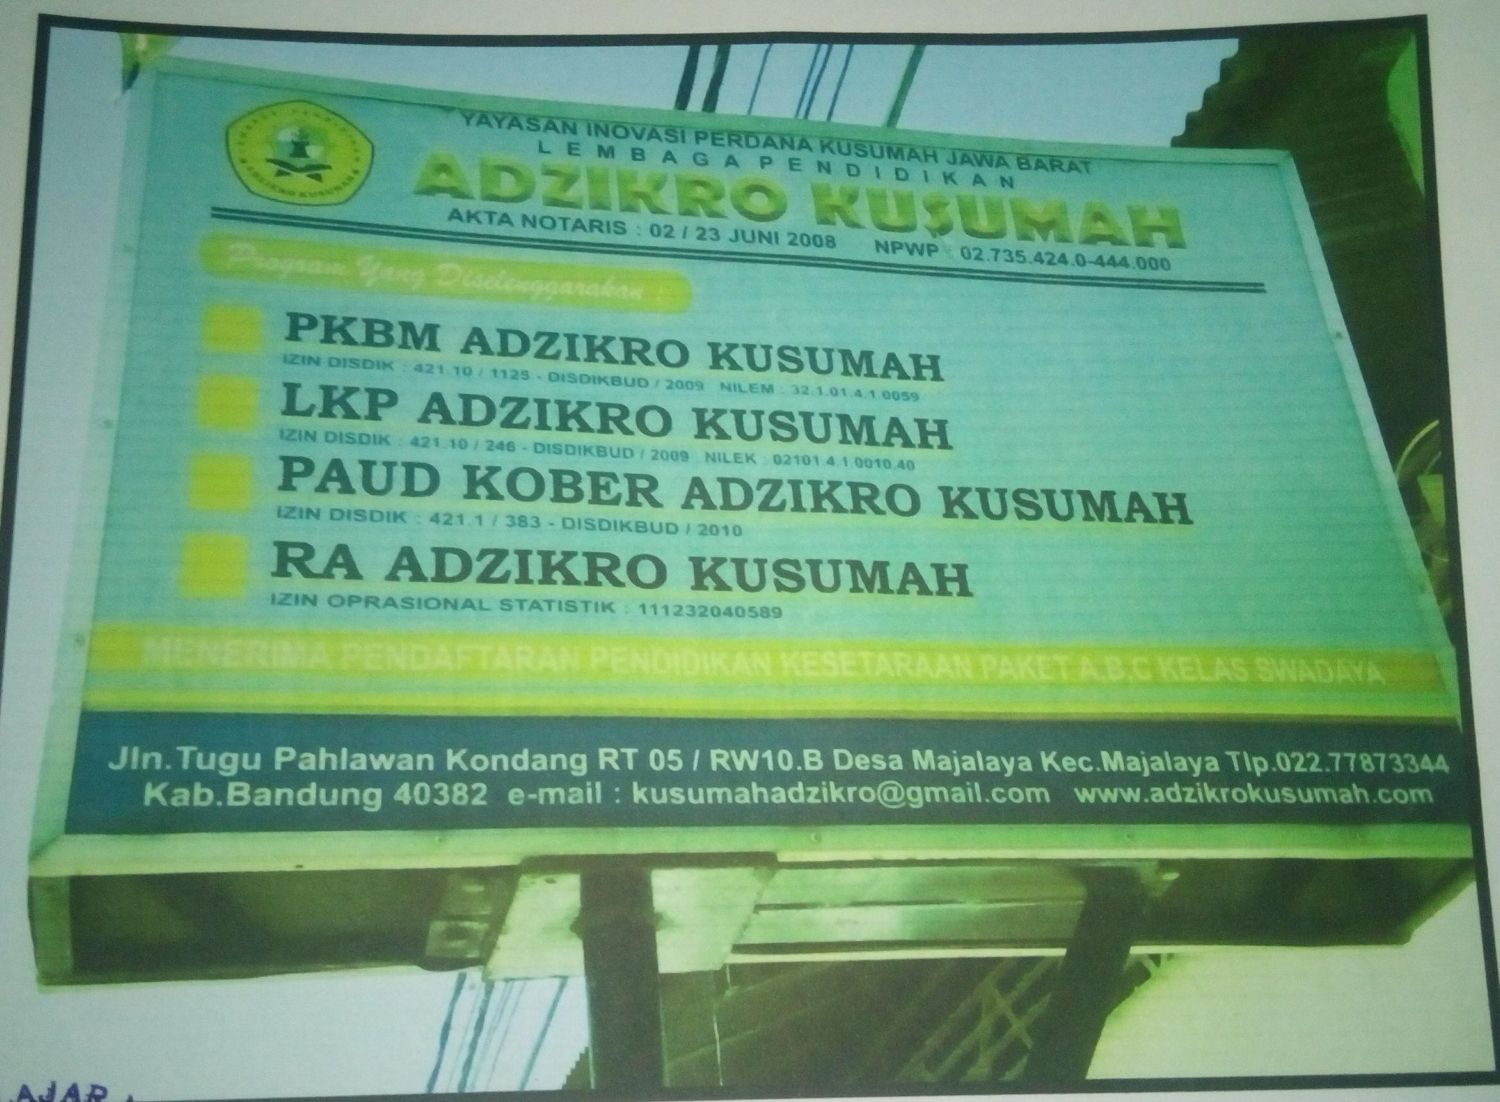 YAYASAN INOVASI PERDANA KUSUMAH JAWA BARAT
LEMBAGA PENDIDIKAN
ADZIKRO KUSUMAH
AKTA NOTARIS : 02 / 23 JUNI 2008 NPWP : 02.735.424.0-444.000
Program Yang Diselenggarakan :
PKBM ADZIKRO KUSUMAH
IZIN DISDIK : 421.10 / 1125 - DISDIKBUD / 2009 NILEM : 32.1.01.4.1.0059
LKP ADZIKRO KUSUMAH
IZIN DISDIK : 421.10 / 246 - DISDIKBUD / 2009 NILEK : 02101.4.1.0010.40
PAUD KOBER ADZIKRO KUSUMAH
IZIN DISDIK : 421.1 / 383 - DISDIKBUD / 2010
RA ADZIKRO KUSUMAH
IZIN OPRASIONAL STATISTIK : 111232040589
MENERIMA PENDAFTARAN PENDIDIKAN KESETARAAN PAKET A,B,C KELAS SWADAYA
Jln.Tugu Pahlawan Kondang RT 05 / RW10.B Desa Majalaya Kec.Majalaya Tlp.022.77873344
Kab.Bandung 40382 e-mail : kusumahadzikro@gmail.com www.adzikrokusumah.com